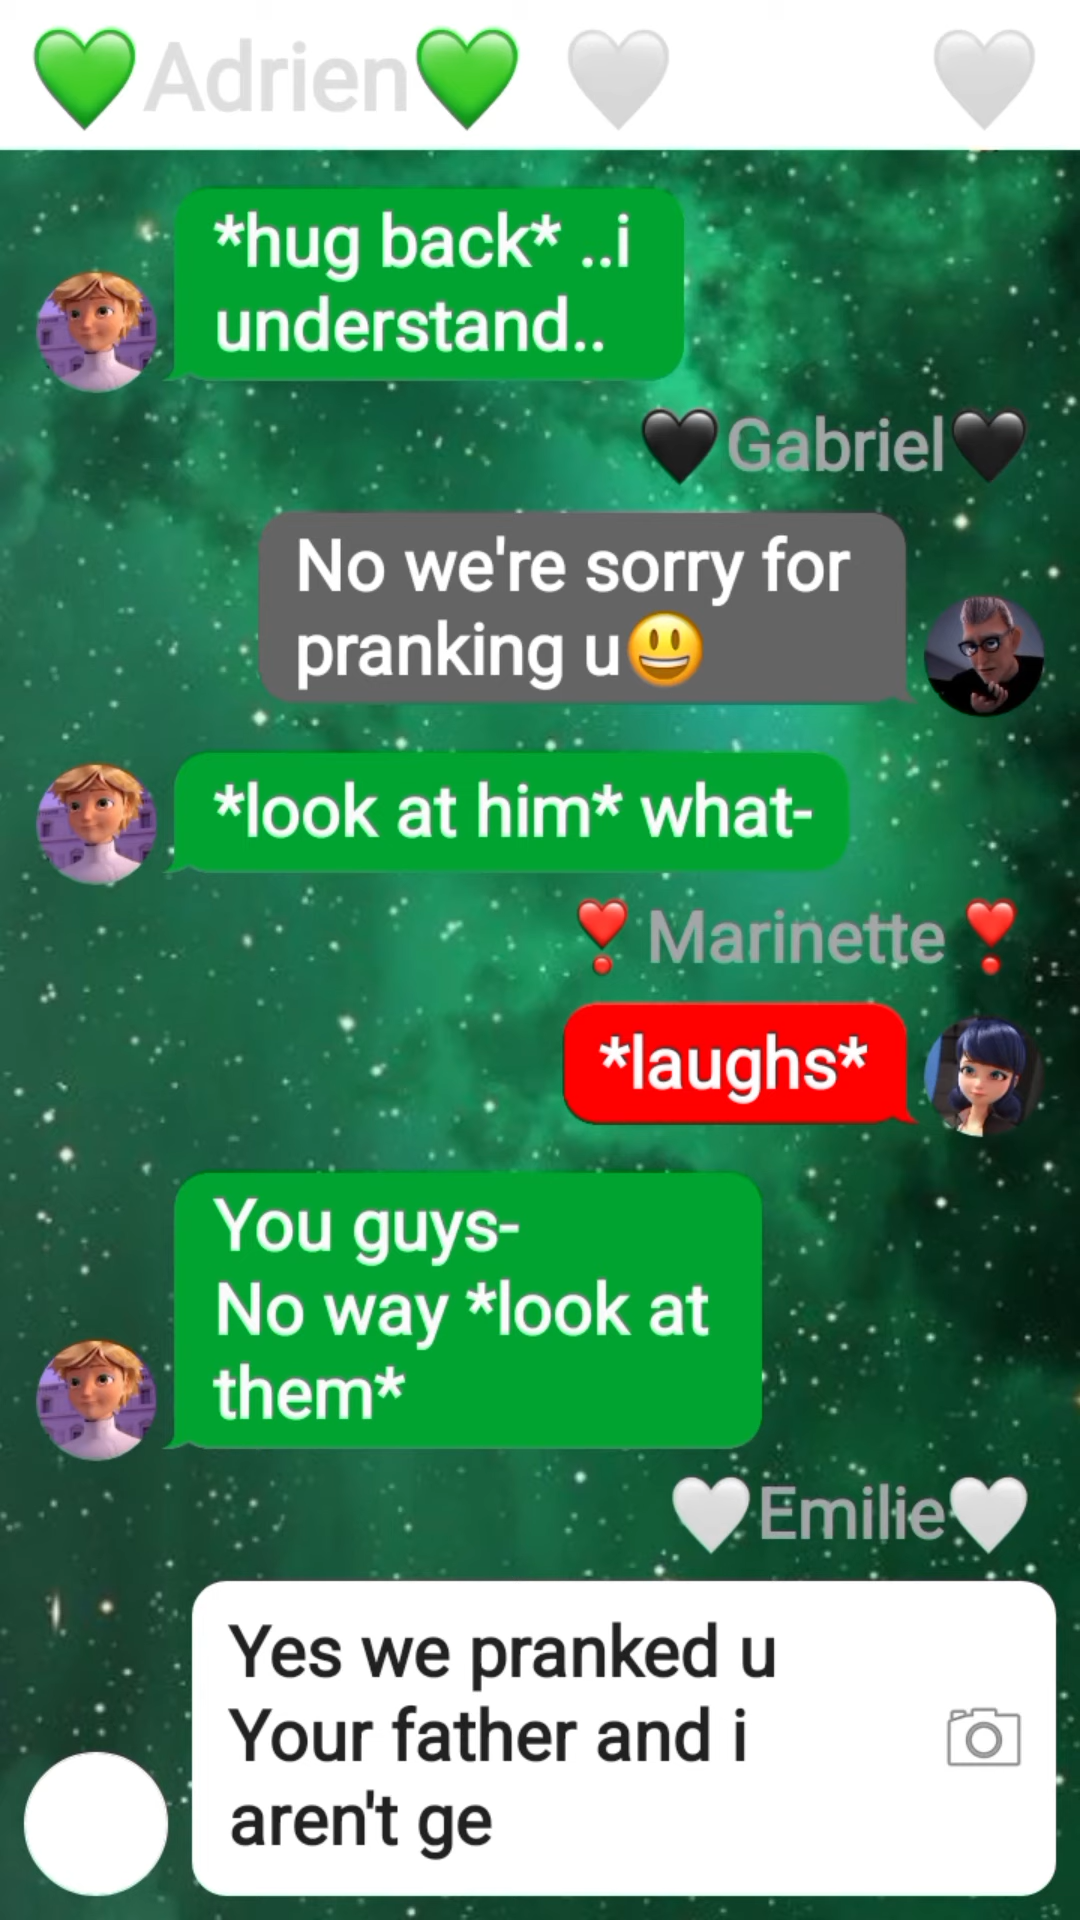 💚Adrien💚 🤍 🤍
*hug back* ..i
understand..
🖤Gabriel🖤
No we're sorry for
pranking u😃
*look at him* what-
❣️Marinette❣️
*laughs*
You guys-
No way *look at
them*
🤍Emilie🤍
Yes we pranked u
Your father and i
aren't ge